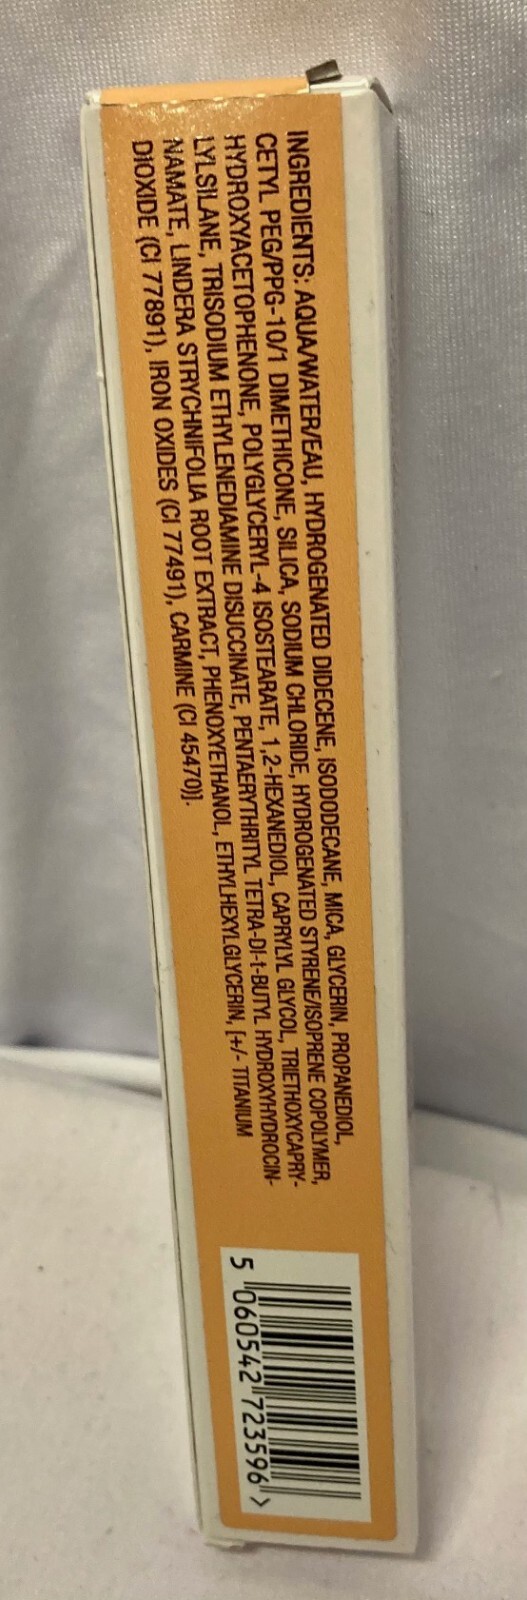 INGREDIENTS: AQUA/WATER/EAU, HYDROGENATED DIDECENE, ISODODECANE, MICA, GLYCERIN, PROPANEDIOL,
CETYL PEG/PPG-10/1 DIMETHICONE, SILICA, SODIUM CHLORIDE, HYDROGENATED STYRENE/ISOPRENE COPOLYMER,
HYDROXYACETOPHENONE, POLYGLYCERYL-4 ISOSTEARATE, 1,2-HEXANEDIOL, CAPRYLYL GLYCOL, TRIETHOXYCAPRY-
LYLSILANE, TRISODIUM ETHYLENEDIAMINE DISUCCINATE, PENTAERYTHRITYL TETRA-DI-t-BUTYL HYDROXYHYDROCIN-
NAMATE, LINDERA STRYCHNIFOLIA ROOT EXTRACT, PHENOXYETHANOL, ETHYLHEXYLGLYCERIN, [+/- TITANIUM
DIOXIDE (CI 77891), IRON OXIDES (CI 77491), CARMINE (CI 45470)].
5 060542 723596 >